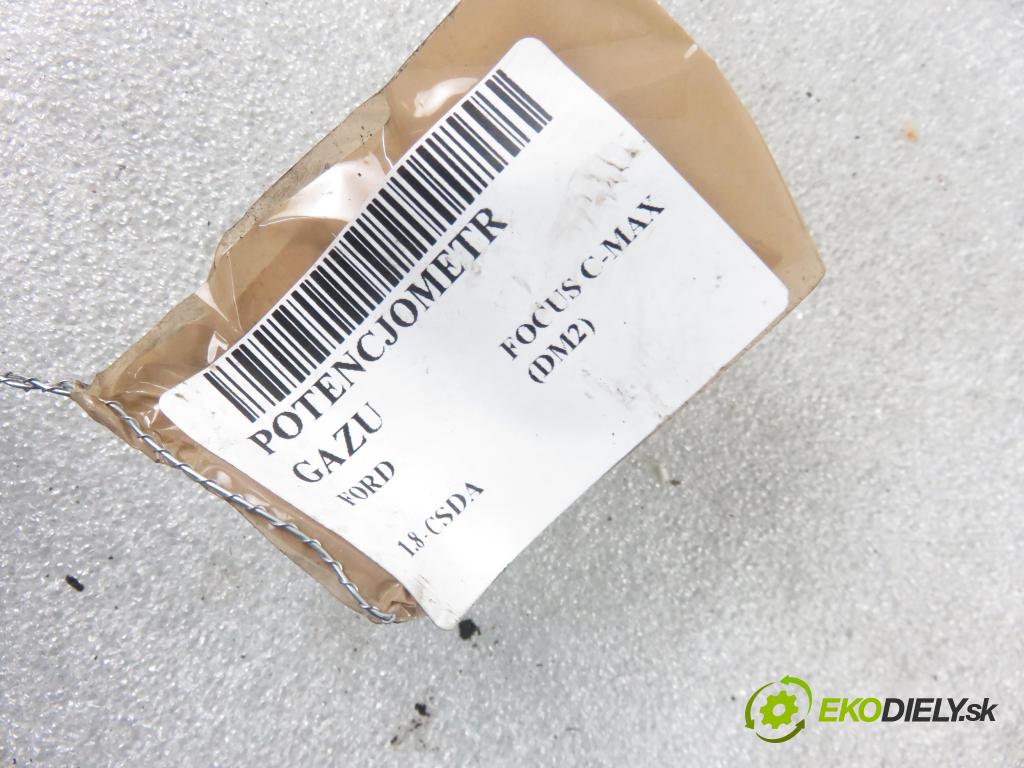 POTENCJOMETR
GAZU
FORD
FOCUS C-MAX
(DM2)
1.8 - CSDA
EKODIELY.sk